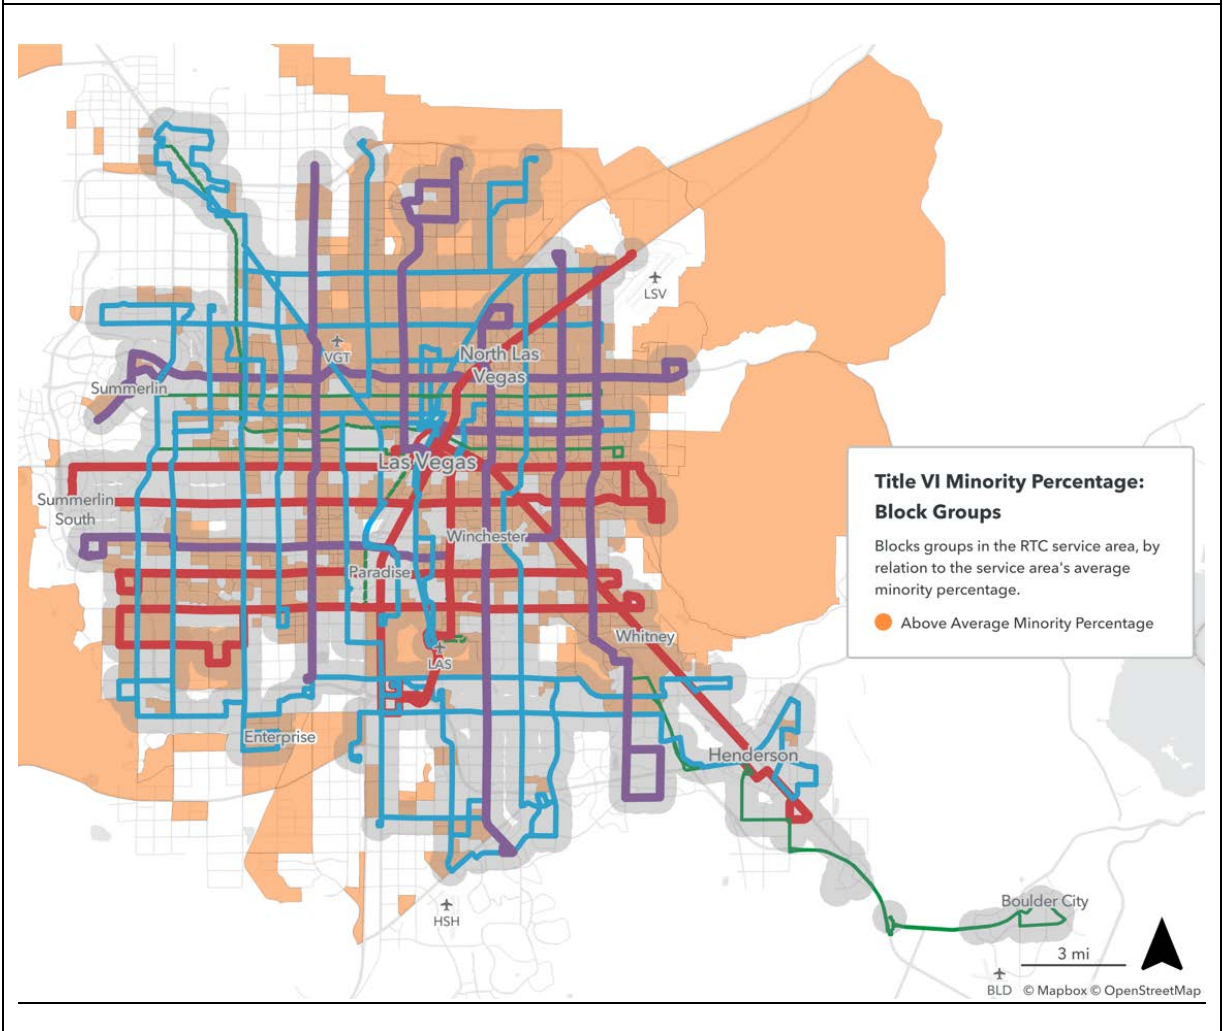 LSV
VGT
North Las
Vegas
Summerlin
Las Vegas
Summerlin
South
Winchester
Paradise
Whitney
LAS
Enterprise
Henderson
HSH
Boulder City
Title VI Minority Percentage:
Block Groups
Blocks groups in the RTC service area, by
relation to the service area's average
minority percentage.
Above Average Minority Percentage
3 mi
BLD
© Mapbox © OpenStreetMap